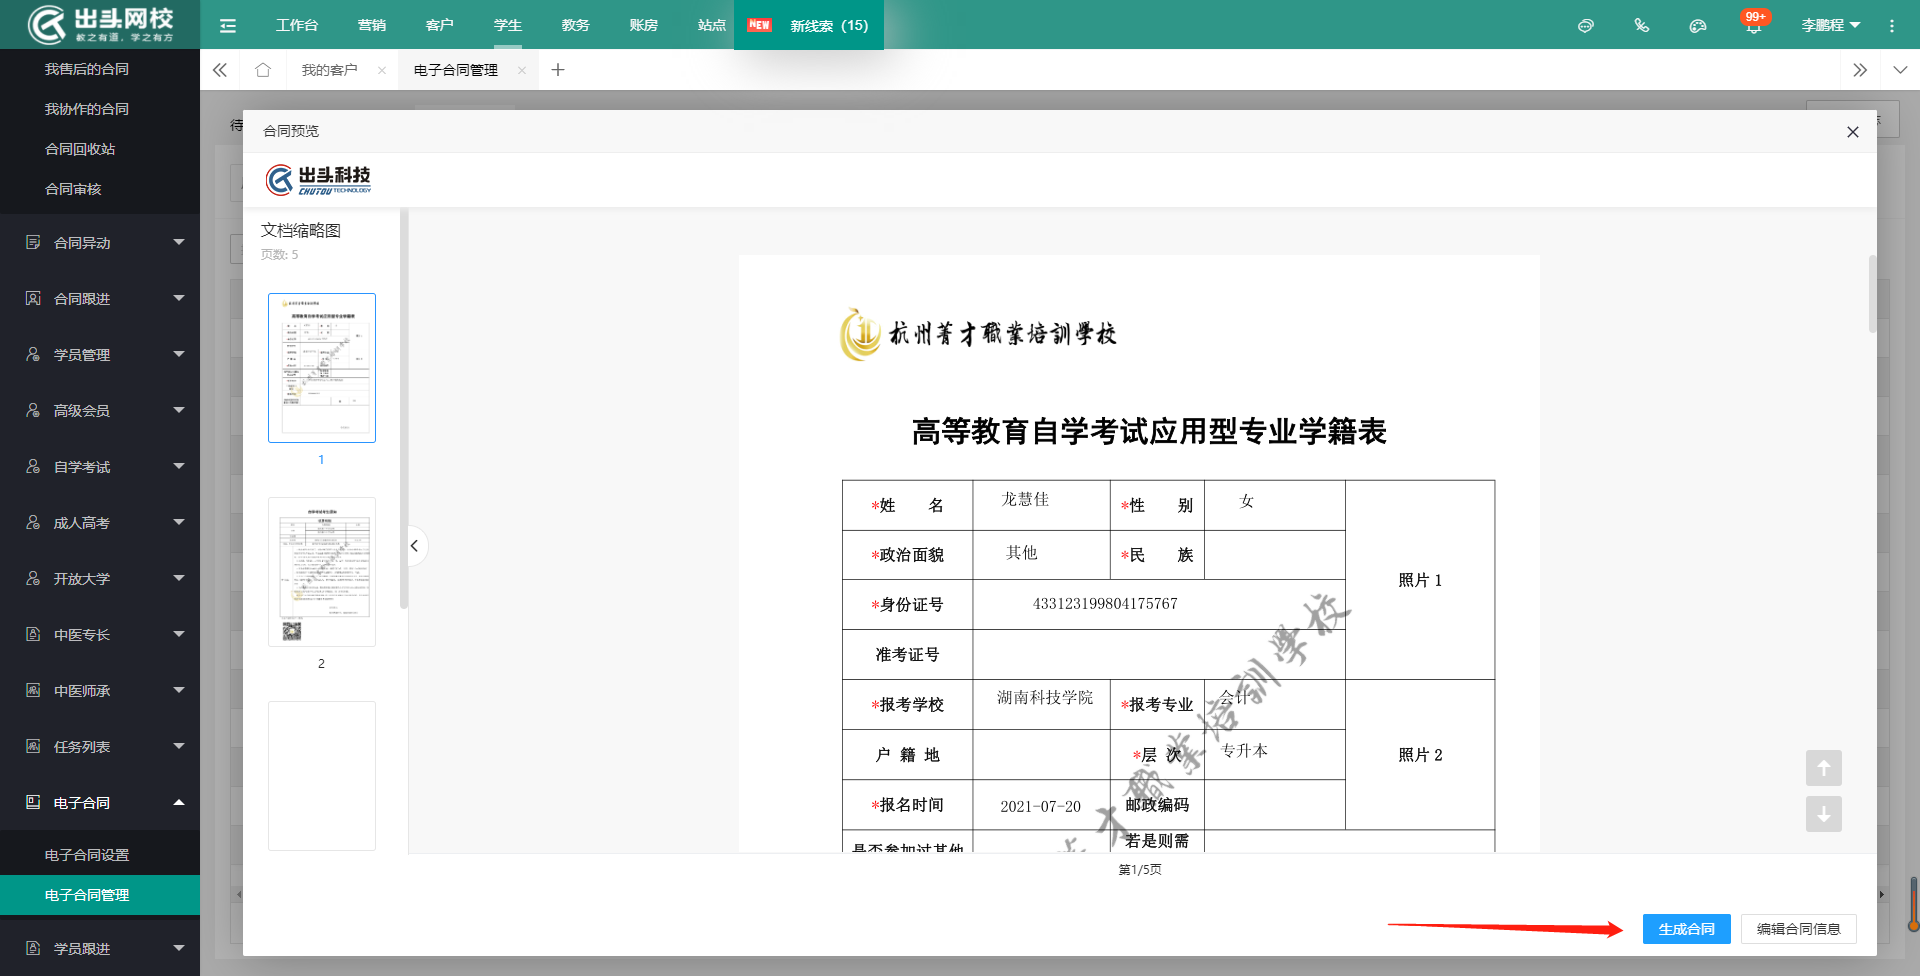 出头网校
教之有道，学之有方
工作台
营销
客户
学生
教务
账房
站点
NEW 新线索（15）
99+
李鹏程
我的客户
电子合同管理
我售后的合同
我协作的合同
合同回收站
合同审核
合同异动
合同跟进
学员管理
高级会员
自学考试
成人高考
开放大学
中医专长
中医师承
任务列表
电子合同
电子合同设置
电子合同管理
学员跟进
待
合同预览
出头科技
CHUTOU TECHNOLOGY
文档缩略图
页数: 5
1
2
杭州菁才職業培訓學校
高等教育自学考试应用型专业学籍表
*姓 名 龙慧佳 *性 别 女
*政治面貌 其他 *民 族
照片 1
*身份证号 433123199804175767
准考证号
*报考学校 湖南科技学院 *报考专业 会计
户 籍 地 *层 次 专升本
照片 2
*报名时间 2021-07-20 邮政编码
是否参加过其他 若是则需
才職業培訓學校
第1/5页
生成合同
编辑合同信息